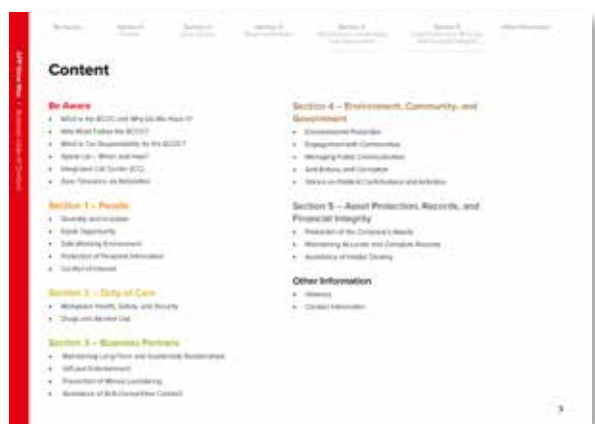 Be Aware
Content
Be Aware
What is the BCOC and Why Do We Have It?
Who Must Follow the BCOC?
What is Our Responsibility for the BCOC?
Speak Up – When and How?
Integrated Call Center (ICC)
Zero Tolerance on Retaliation
Section 1 – People
Diversity and Inclusion
Equal Opportunity
Safe Working Environment
Protection of Personal Information
Conflict of Interest
Section 2 – Duty of Care
Workplace Health, Safety, and Security
Drugs and Alcohol Use
Section 3 – Business Partners
Maintaining Long-Term and Sustainable Relationships
Gift and Entertainment
Prevention of Money Laundering
Avoidance of Anti-Competitive Conduct
Section 4 – Environment, Community, and
Government
Environmental Protection
Engagement with Communities
Managing Public Communication
Anti-Bribery and Corruption
Stance on Political Contributions and Activities
Section 5 – Asset Protection, Records, and
Financial Integrity
Protection of the Company's Assets
Maintaining Accurate and Complete Records
Avoidance of Insider Dealing
Other Information
Glossary
Contact Information
3